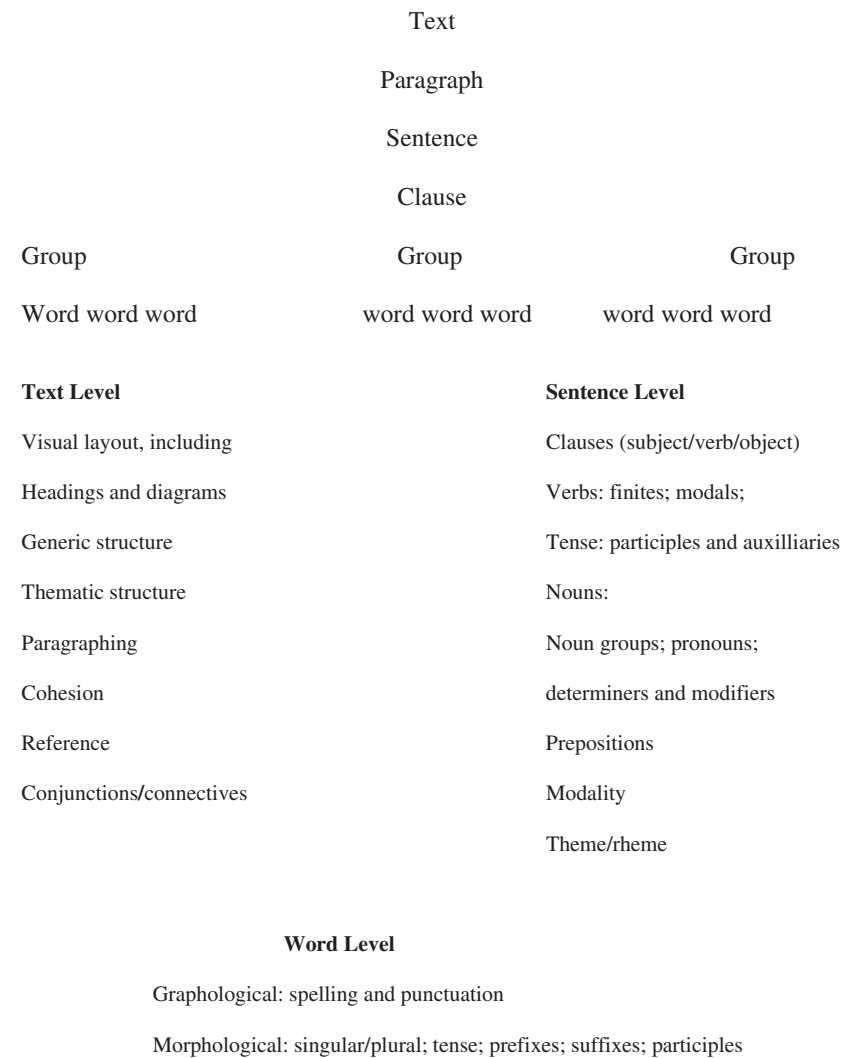 Text
Paragraph
Sentence
Clause
Group Group Group
Word word word word word word word word word
Text Level
Visual layout, including
Headings and diagrams
Generic structure
Thematic structure
Paragraphing
Cohesion
Reference
Conjunctions/connectives
Sentence Level
Clauses (subject/verb/object)
Verbs: finites; modals;
Tense: participles and auxilliaries
Nouns:
Noun groups; pronouns;
determiners and modifiers
Prepositions
Modality
Theme/rheme
Word Level
Graphological: spelling and punctuation
Morphological: singular/plural; tense; prefixes; suffixes; participles